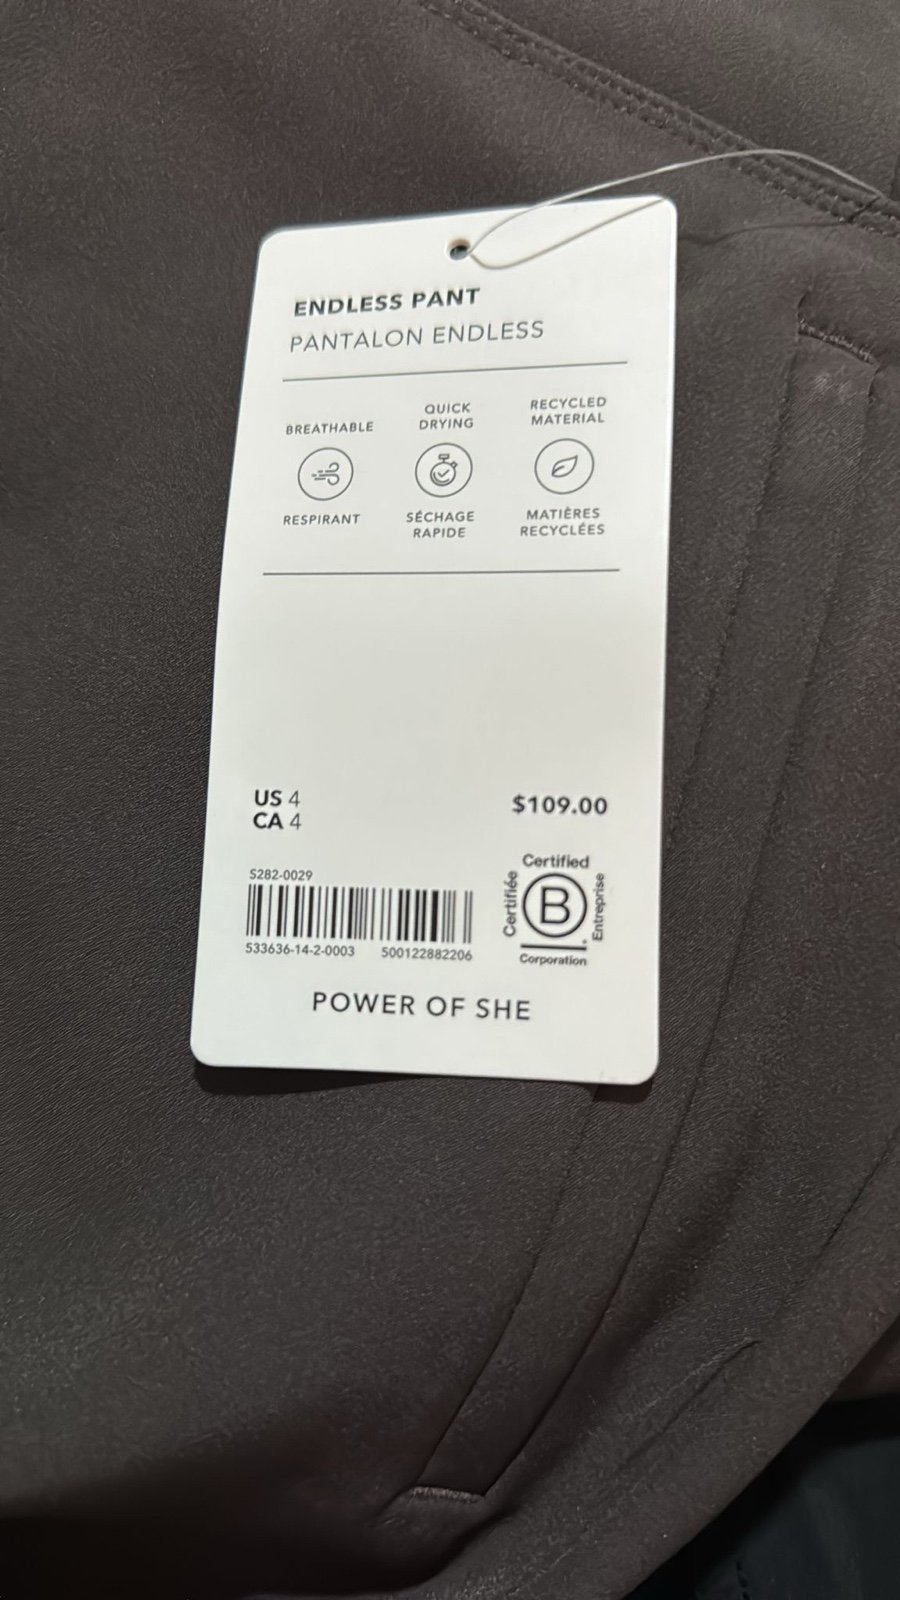 ENDLESS PANT
PANTALON ENDLESS
BREATHABLE
QUICK
DRYING
RECYCLED
MATERIAL
RESPIRANT
SÉCHAGE
RAPIDE
MATIÈRES
RECYCLÉES
US 4
CA 4
$109.00
S282-0029
533636-14-2-0003 500122882206
Certified
Certifiée
B
Entreprise
Corporation
POWER OF SHE